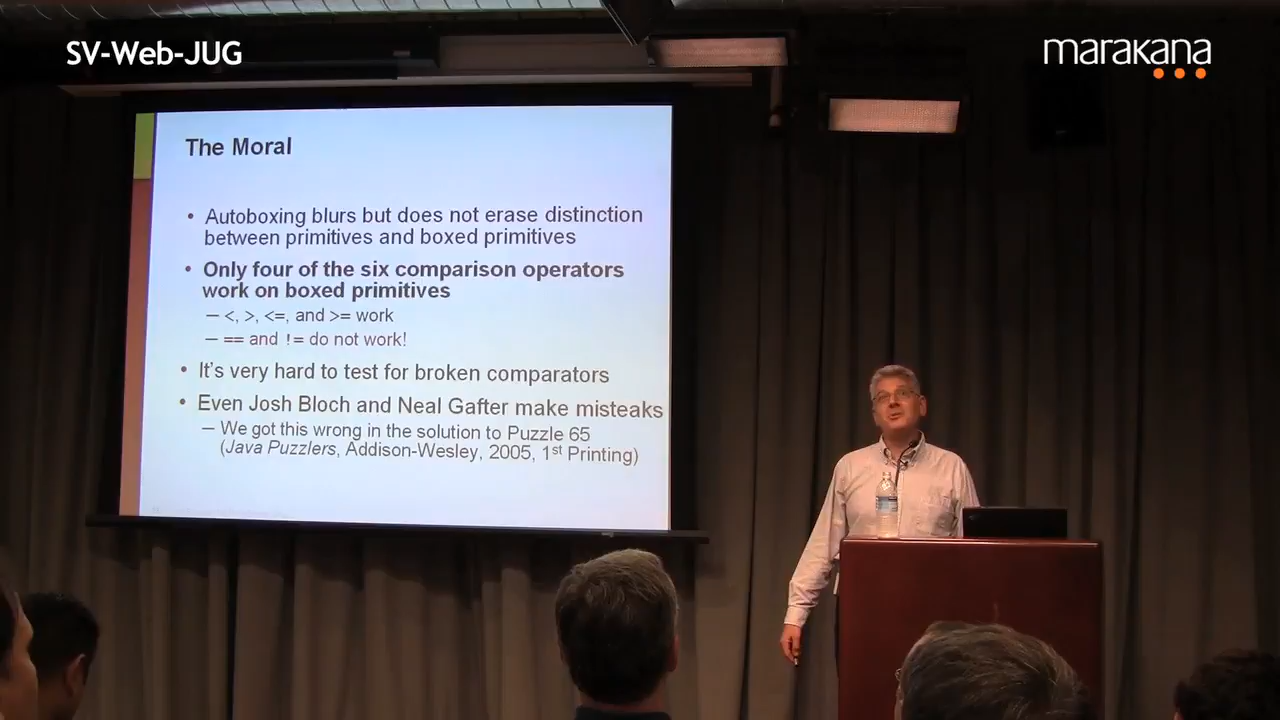 SV-Web-JUG
marakana
The Moral
• Autoboxing blurs but does not erase distinction
between primitives and boxed primitives
• Only four of the six comparison operators
work on boxed primitives
– <, >, <=, and >= work
– == and != do not work!
• It's very hard to test for broken comparators
• Even Josh Bloch and Neal Gafter make misteaks
– We got this wrong in the solution to Puzzle 65
(Java Puzzlers, Addison-Wesley, 2005, 1st Printing)